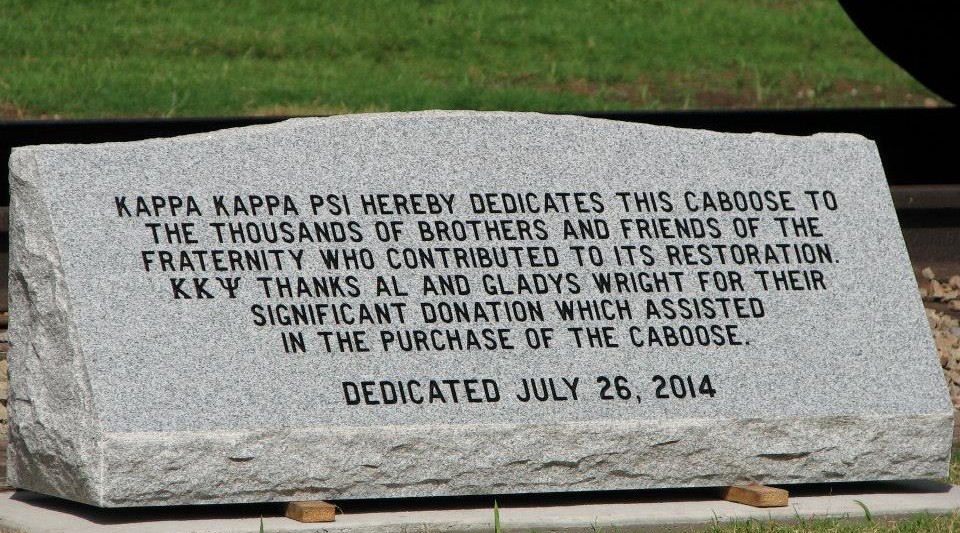 KAPPA KAPPA PSI HEREBY DEDICATES THIS CABOOSE TO
THE THOUSANDS OF BROTHERS AND FRIENDS OF THE
FRATERNITY WHO CONTRIBUTED TO ITS RESTORATION.
ΚΚΨ THANKS AL AND GLADYS WRIGHT FOR THEIR
SIGNIFICANT DONATION WHICH ASSISTED
IN THE PURCHASE OF THE CABOOSE.
DEDICATED JULY 26, 2014